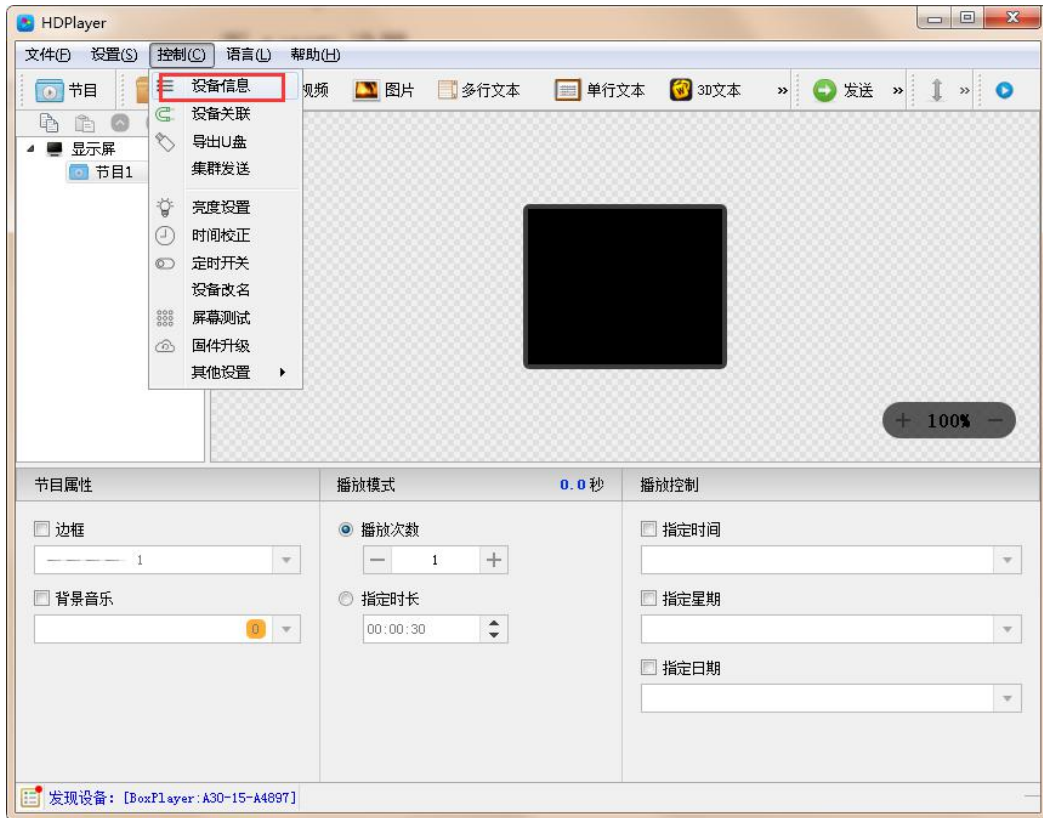 HDPlayer
文件(F) 设置(S) 控制(C) 语言(L) 帮助(H)
节目 视频 图片 多行文本 单行文本 3D文本 » 发送 » »
显示屏
节目1
设备信息
设备关联
导出U盘
集群发送
亮度设置
时间校正
定时开关
设备改名
屏幕测试
固件升级
其他设置
+ 100% −
节目属性 播放模式 0.0秒 播放控制
边框 播放次数 指定时间
1 − 1 +
背景音乐 指定时长 指定星期
0 00:00:30
指定日期
发现设备: [BoxPlayer:A30-15-A4897]